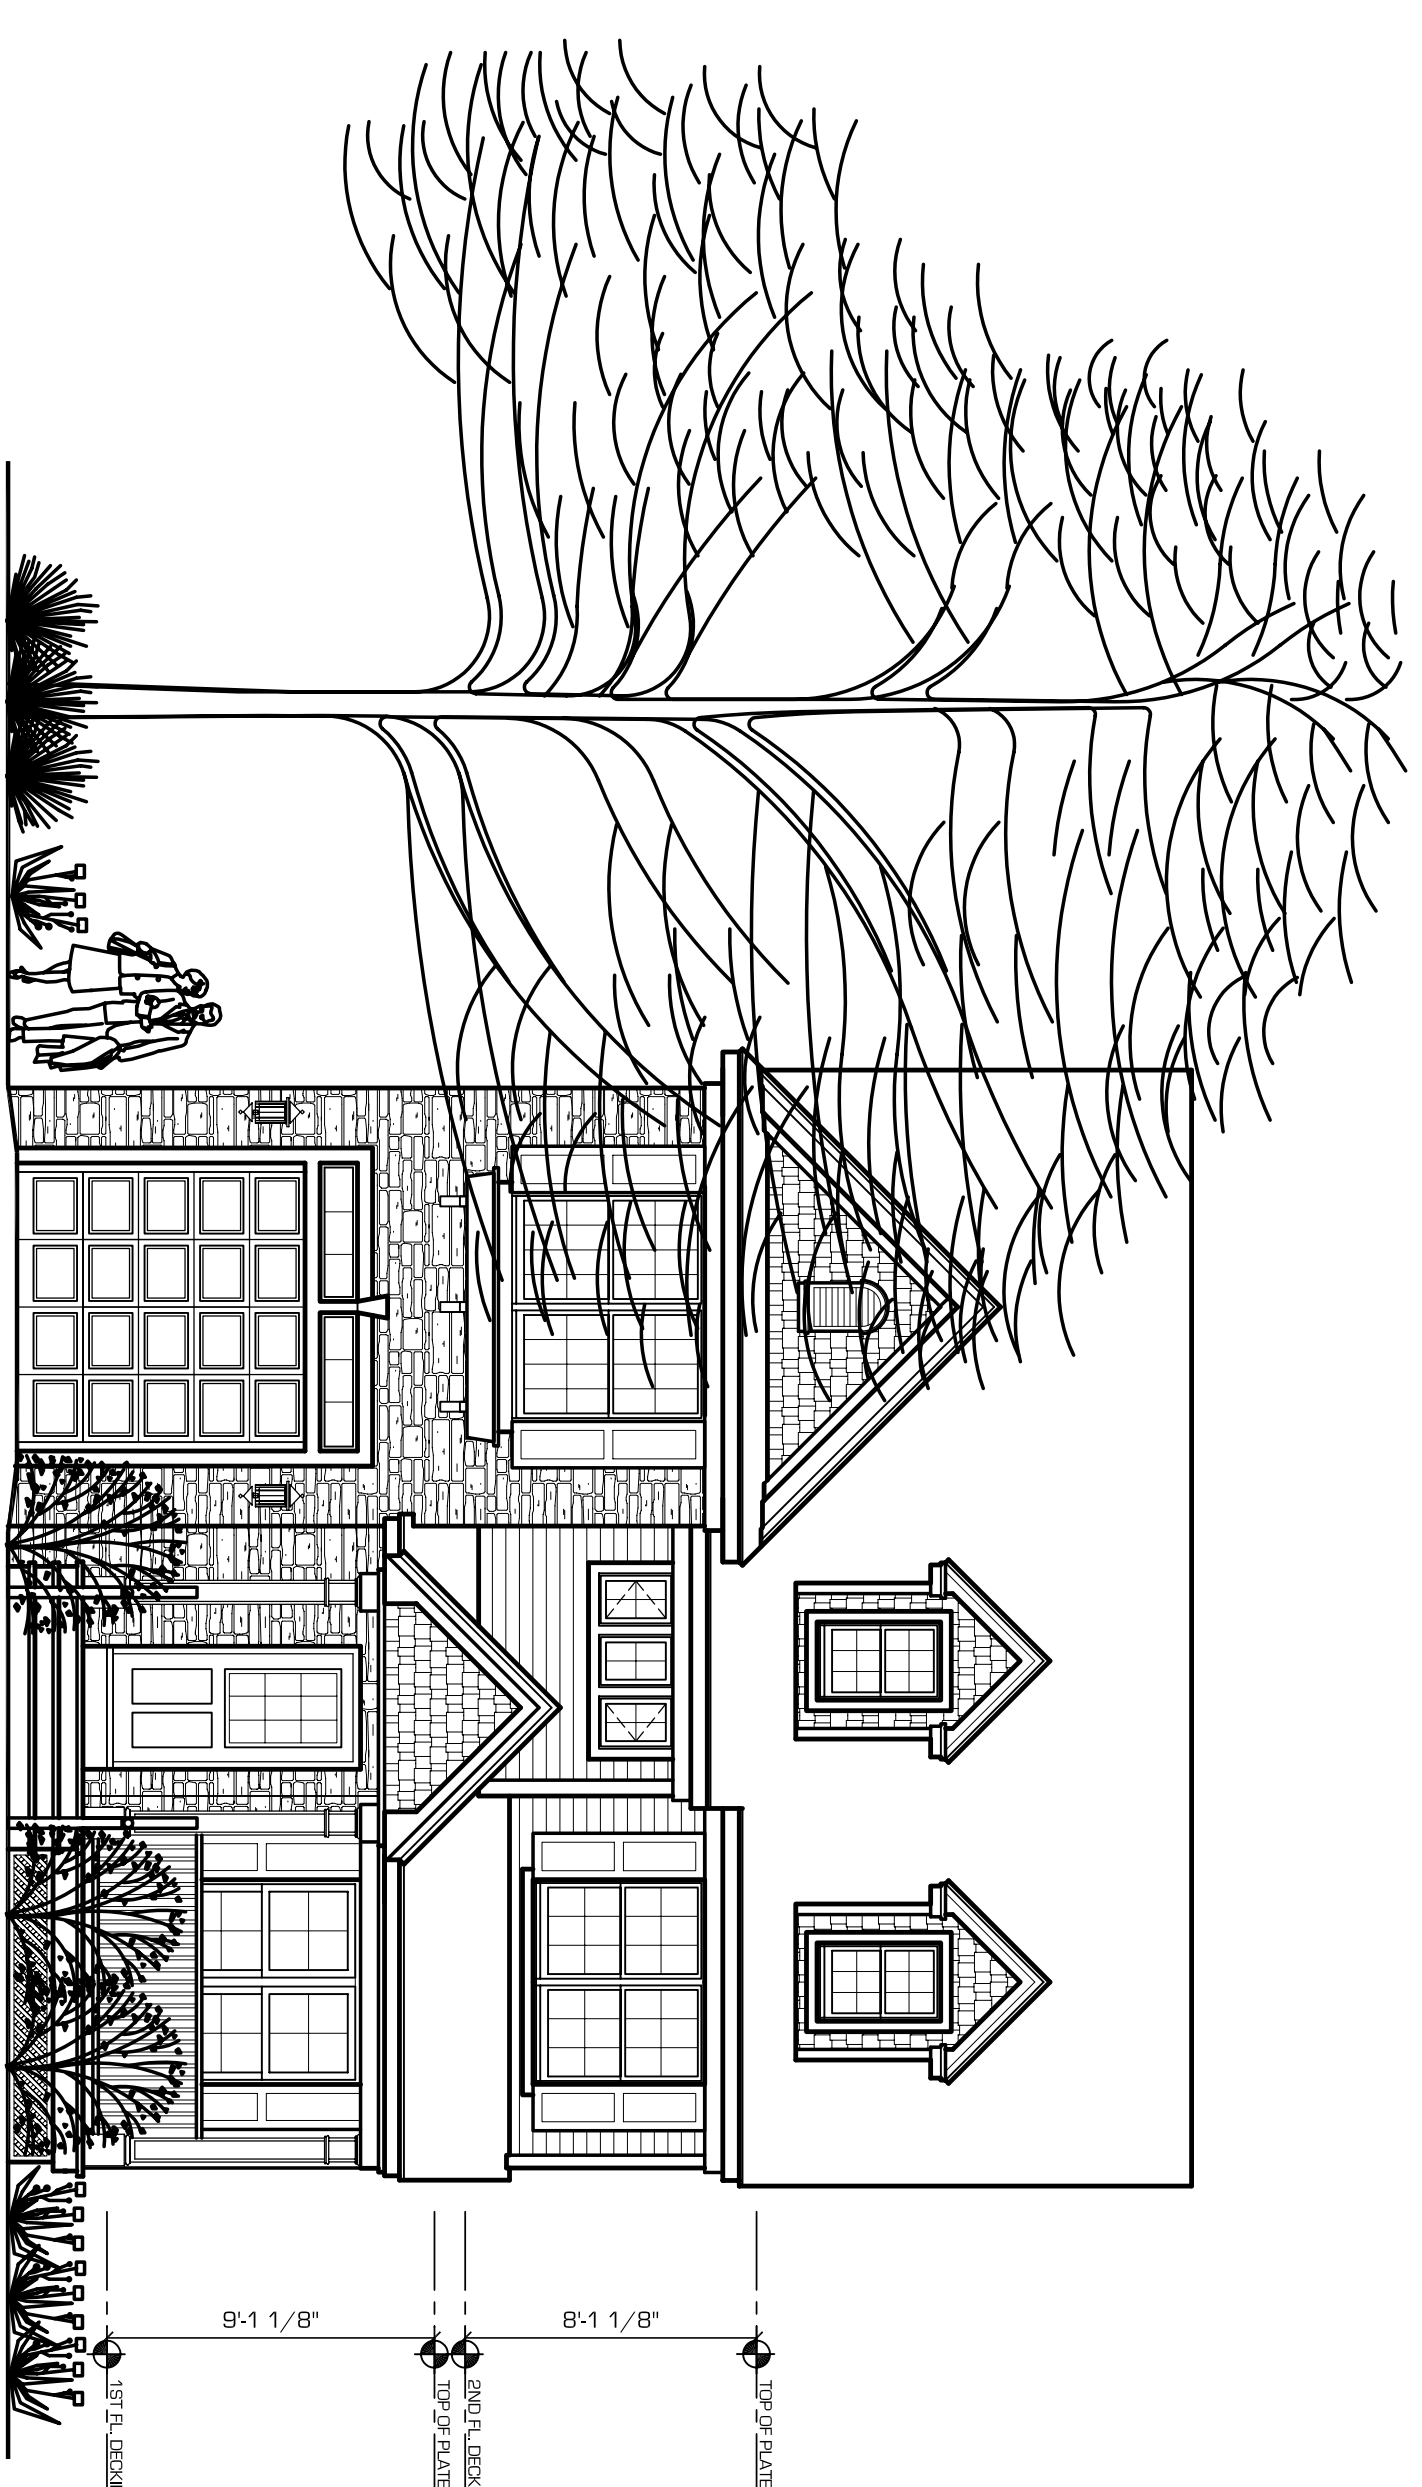 TOP OF PLATE
8'-1 1/8"
2ND FL. DECK
TOP OF PLATE
9'-1 1/8"
1ST FL. DECKI